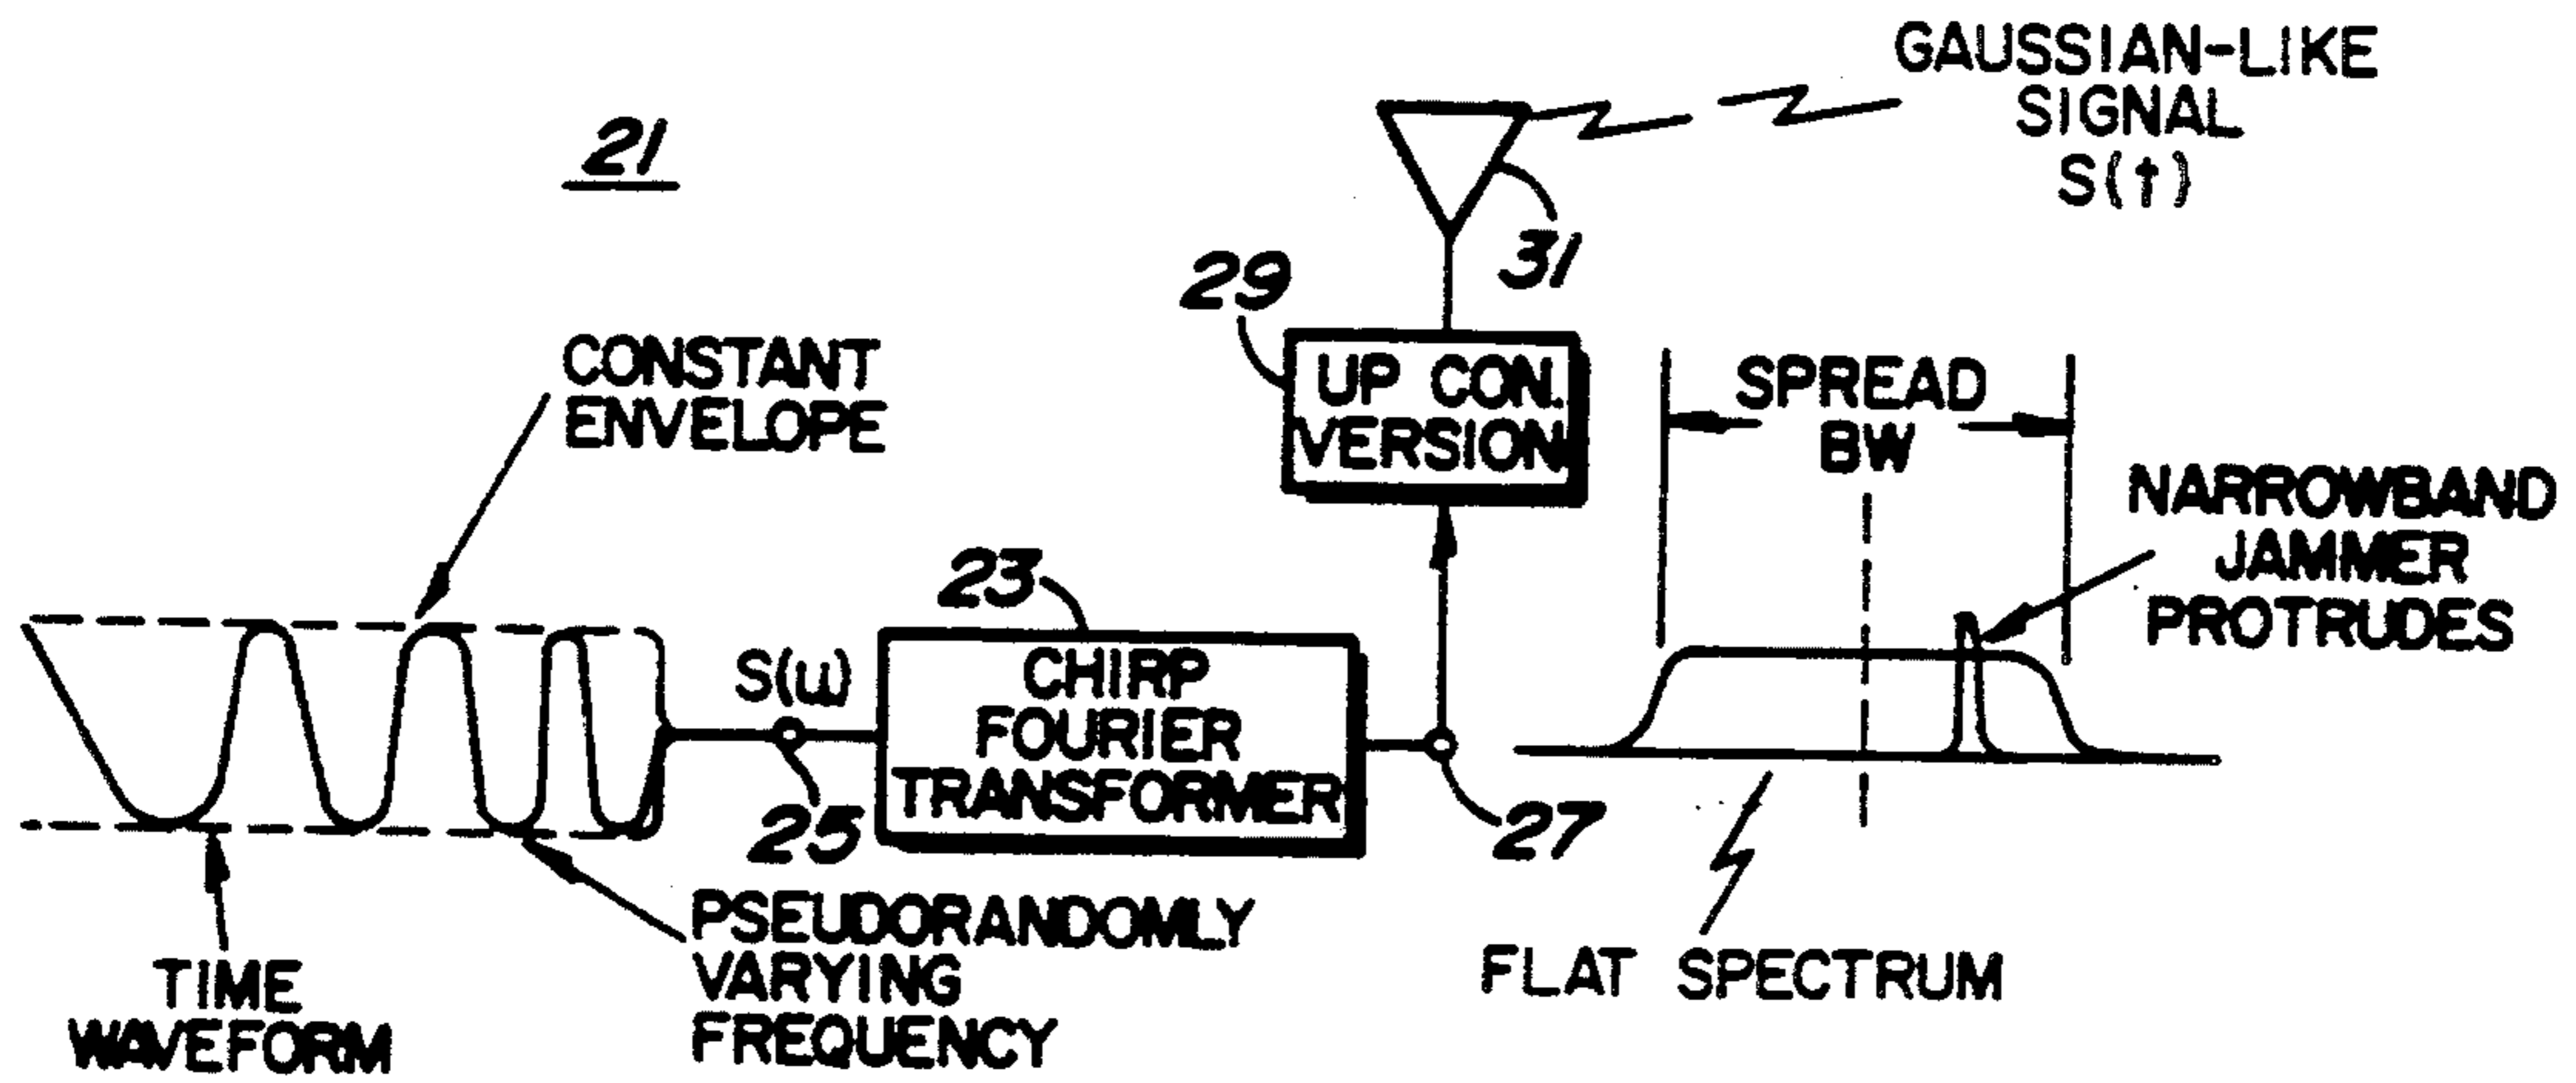 21
GAUSSIAN-LIKE
SIGNAL
S(t)
31
29
UP CON.
VERSION
CONSTANT
ENVELOPE
SPREAD
BW
NARROWBAND
JAMMER
PROTRUDES
23
S(ω)
CHIRP
FOURIER
TRANSFORMER
25
27
TIME
WAVEFORM
PSEUDORANDOMLY
VARYING
FREQUENCY
FLAT SPECTRUM